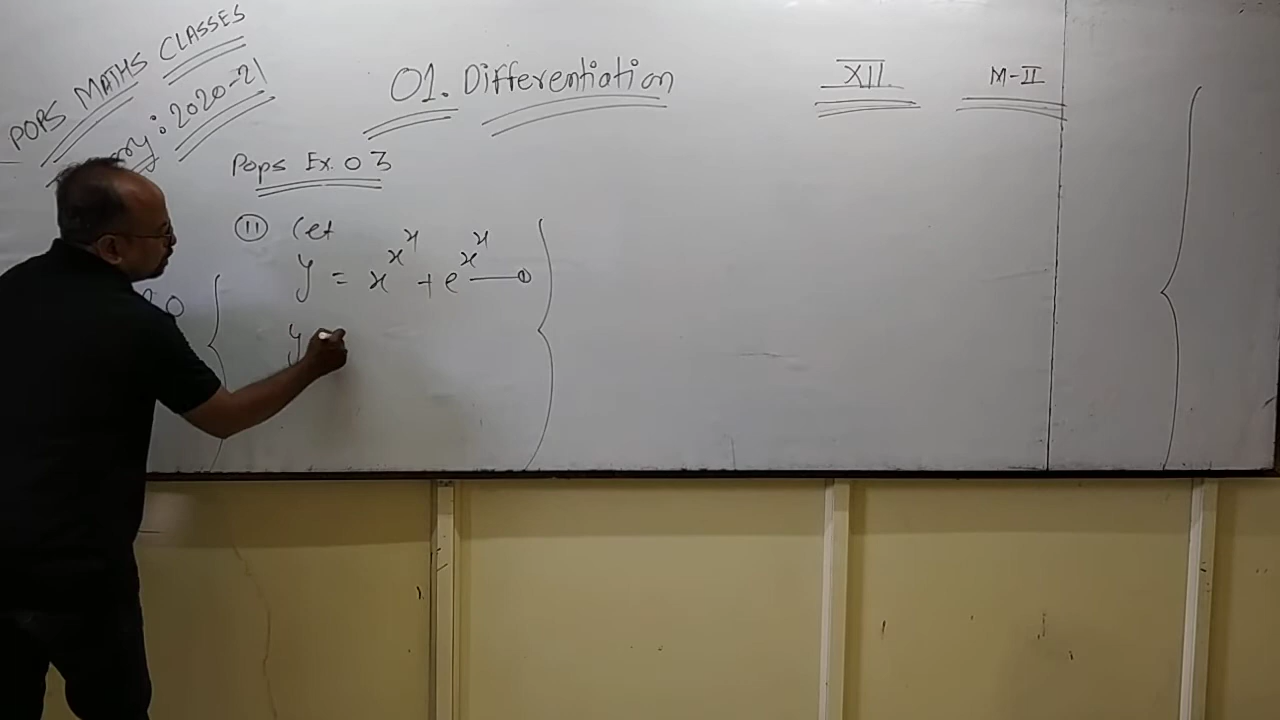 POPS MATHS CLASSES
01. Differentiation
XII
M-II
2020-21
Pops Ex. 03
(11) Let
y = x^x^x + e^x^x — (1)
y